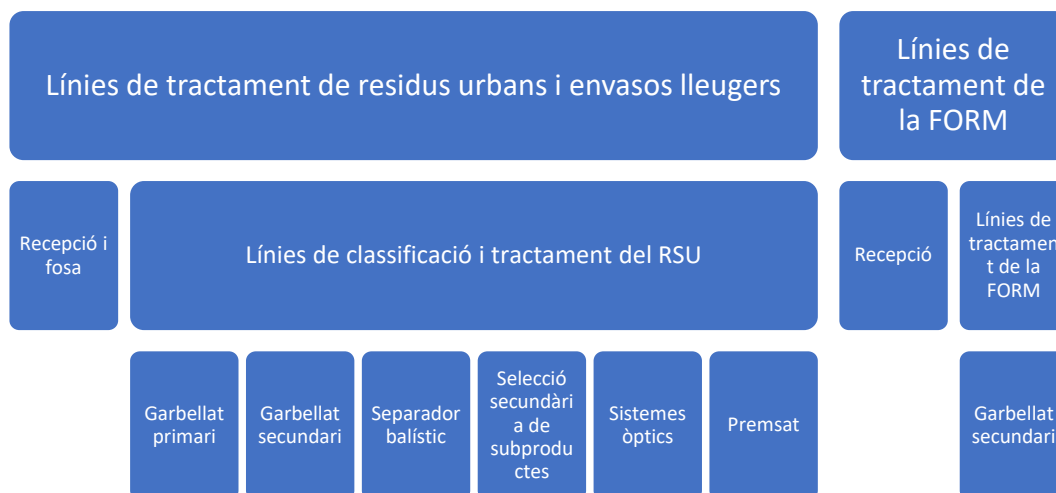 Línies de tractament de residus urbans i envasos lleugers
Línies de
tractament de
la FORM
Recepció i
fosa
Línies de classificació i tractament del RSU
Recepció
Línies de
tractamen
t de la
FORM
Garbellat
primari
Garbellat
secundari
Separador
balístic
Selecció
secundàri
a de
subprodu
ctes
Sistemes
òptics
Premsat
Garbellat
secundari